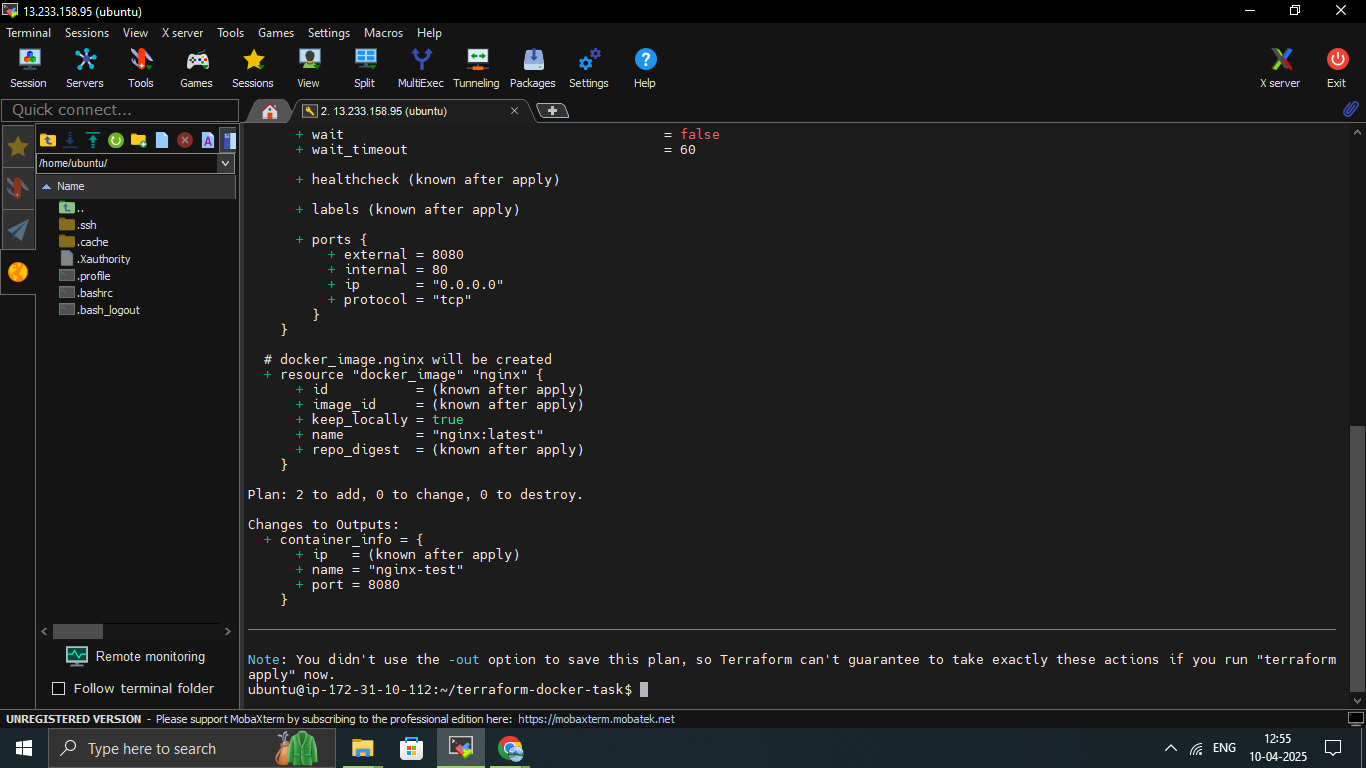 13.233.158.95 (ubuntu)
Terminal Sessions View X server Tools Games Settings Macros Help
Session Servers Tools Games Sessions View Split MultiExec Tunneling Packages Settings Help X server Exit
Quick connect...
2. 13.233.158.95 (ubuntu)
/home/ubuntu/
Name
..
.ssh
.cache
.Xauthority
.profile
.bashrc
.bash_logout
Remote monitoring
Follow terminal folder
+ wait = false
+ wait_timeout = 60
+ healthcheck (known after apply)
+ labels (known after apply)
+ ports {
+ external = 8080
+ internal = 80
+ ip = "0.0.0.0"
+ protocol = "tcp"
}
}
# docker_image.nginx will be created
+ resource "docker_image" "nginx" {
+ id = (known after apply)
+ image_id = (known after apply)
+ keep_locally = true
+ name = "nginx:latest"
+ repo_digest = (known after apply)
}
Plan: 2 to add, 0 to change, 0 to destroy.
Changes to Outputs:
+ container_info = {
+ ip = (known after apply)
+ name = "nginx-test"
+ port = 8080
}
Note: You didn't use the -out option to save this plan, so Terraform can't guarantee to take exactly these actions if you run "terraform
apply" now.
ubuntu@ip-172-31-10-112:~/terraform-docker-task$
UNREGISTERED VERSION - Please support MobaXterm by subscribing to the professional edition here: https://mobaxterm.mobatek.net
Type here to search
ENG
12:55
10-04-2025